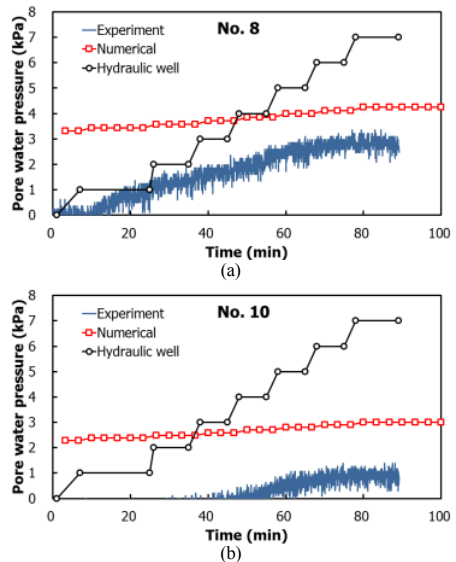 No. 8
Experiment
Numerical
Hydraulic well
Pore water pressure (kPa)
8
7
6
5
4
3
2
1
0
0 20 40 60 80 100
Time (min)
(a)
No. 10
Experiment
Numerical
Hydraulic well
Pore water pressure (kPa)
8
7
6
5
4
3
2
1
0
0 20 40 60 80 100
Time (min)
(b)